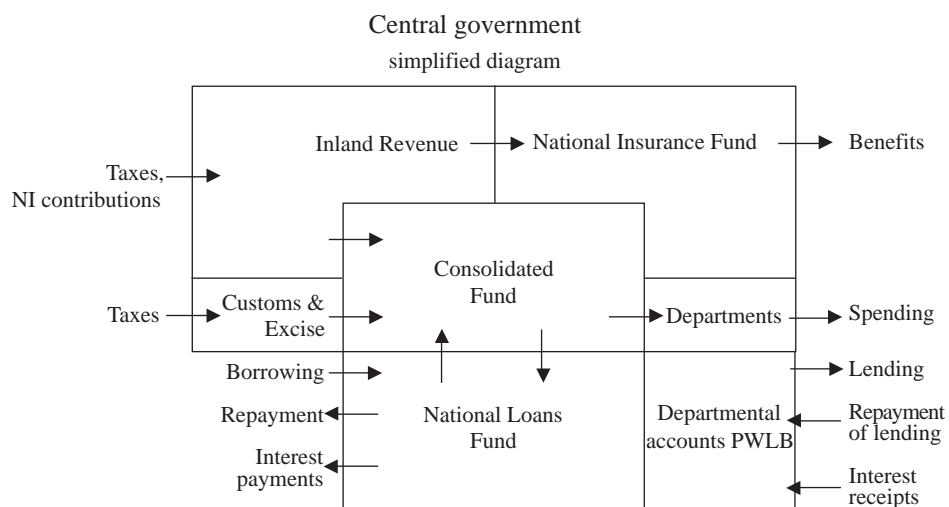 Central government
simplified diagram
Inland Revenue
National Insurance Fund
Benefits
Taxes,
NI contributions
Consolidated
Fund
Taxes
Customs &
Excise
Departments
Spending
Borrowing
Lending
Repayment
National Loans
Fund
Departmental
accounts PWLB
Repayment
of lending
Interest
payments
Interest
receipts